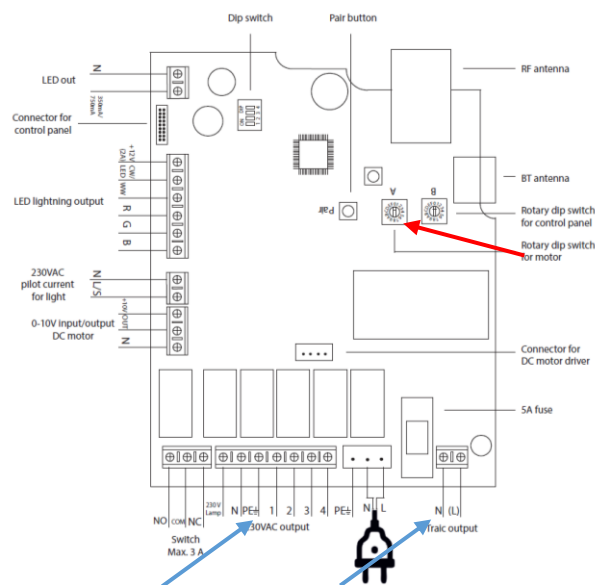 Dip switch
Pair button
LED out
N
350mA/
710mA
RF antenna
Connector for
control panel
LED lightning output
+12V CW/
(2A) LED
WW
R
G
B
A
B
Pair
BT antenna
Rotary dip switch
for control panel
Rotary dip switch
for motor
230VAC
pilot current
for light
N
L/S
0-10V input/output
DC motor
+10V
OUT
N
Connector for
DC motor driver
5A fuse
NO
COM
NC
230V
Lamp
N
PE
1
2
3
4
PE
N
L
N
(L)
Switch
Max. 3 A
230VAC output
Traic output